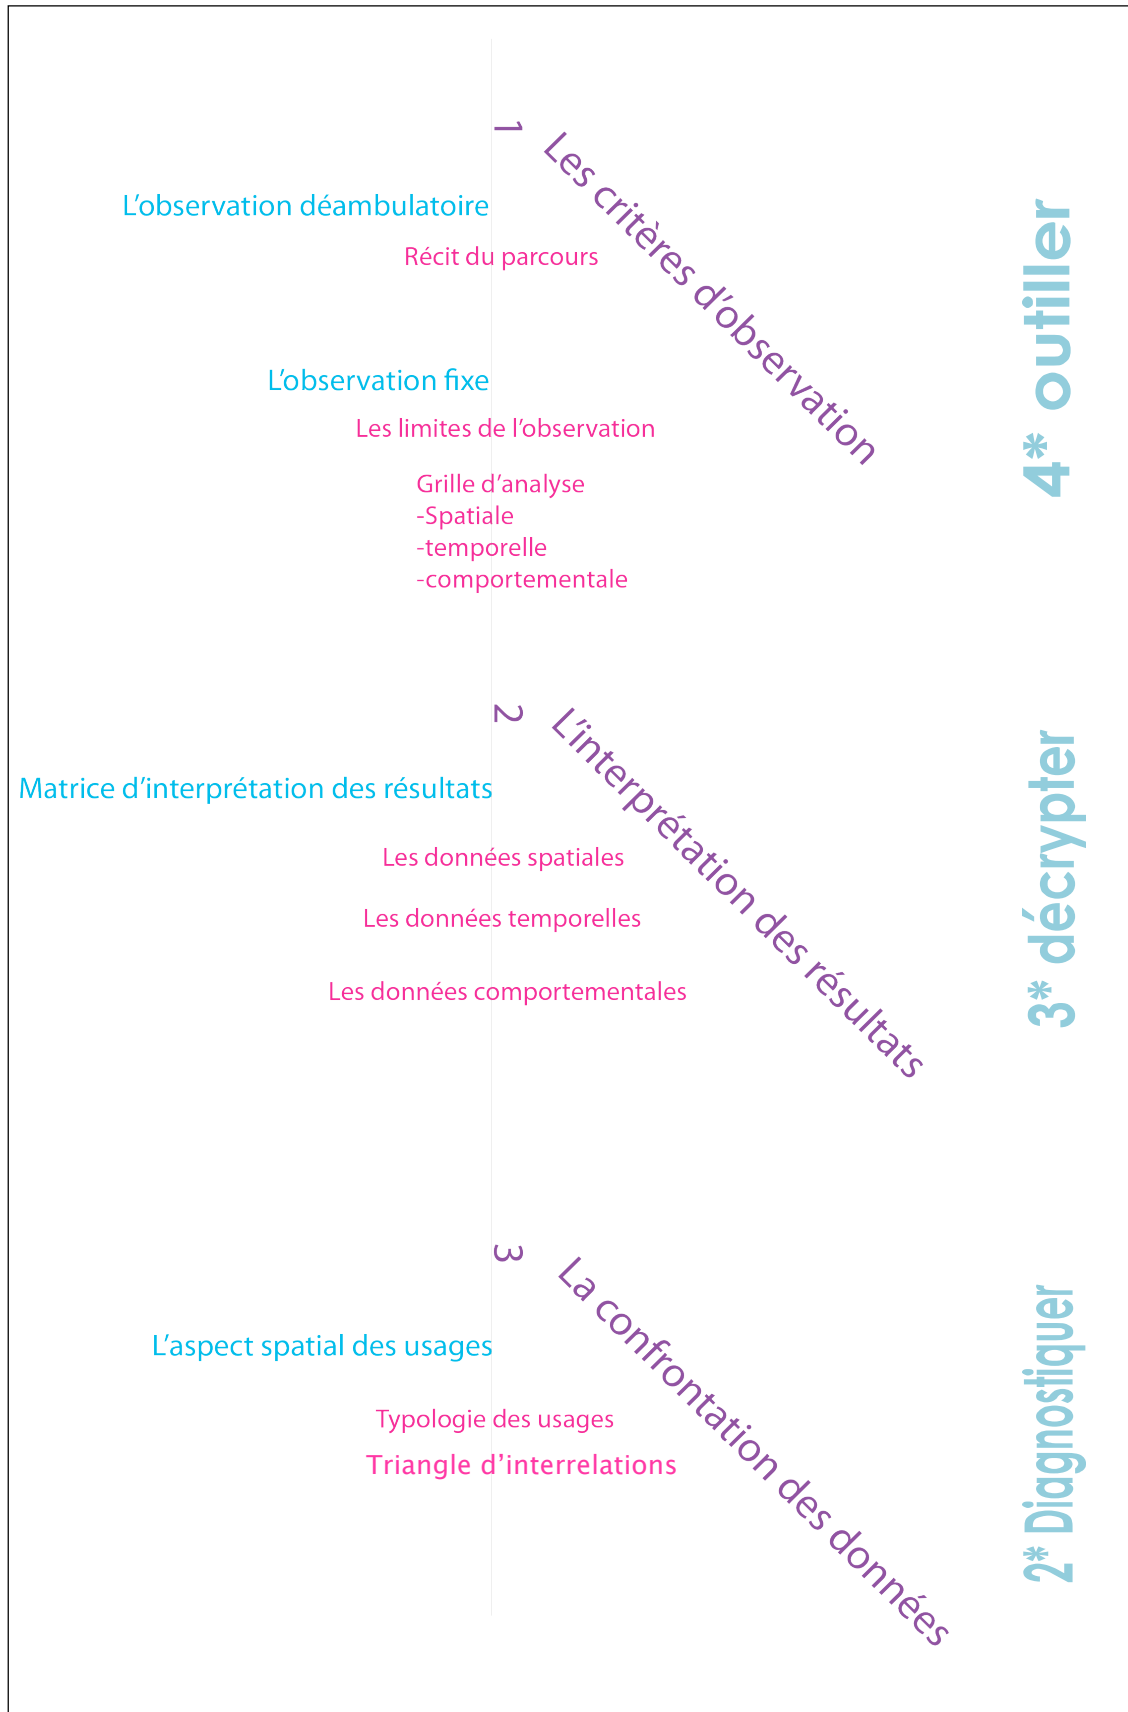 1
Les critères d'observation
L'observation déambulatoire
Récit du parcours
L'observation fixe
Les limites de l'observation
Grille d'analyse
-Spatiale
-temporelle
-comportementale
4* outiller
2
L'interprétation des résultats
Matrice d'interprétation des résultats
Les données spatiales
Les données temporelles
Les données comportementales
3* décrypter
3
La confrontation des données
L'aspect spatial des usages
Typologie des usages
Triangle d'interrelations
2* Diagnostiquer